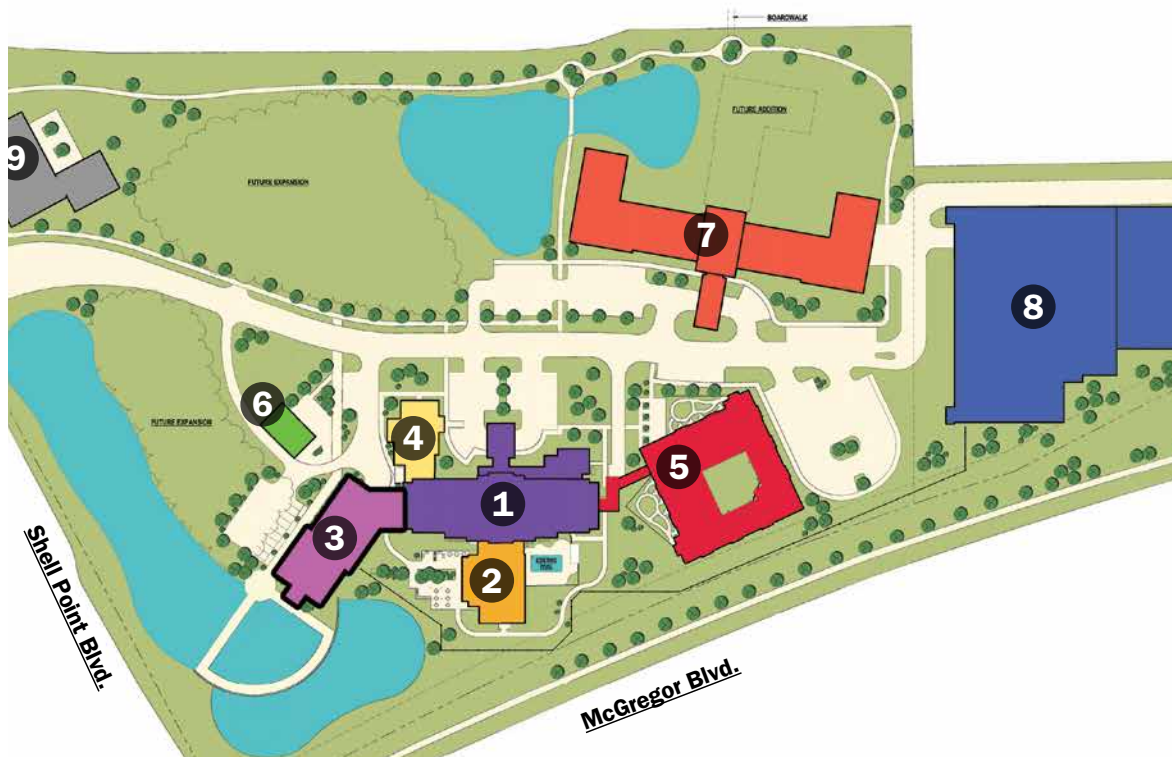 BOARDWALK
FUTURE ADDITION
9
FUTURE EXPANSION
7
8
6
FUTURE EXPANSION
4
5
1
3
2
Shell Point Blvd.
McGregor Blvd.